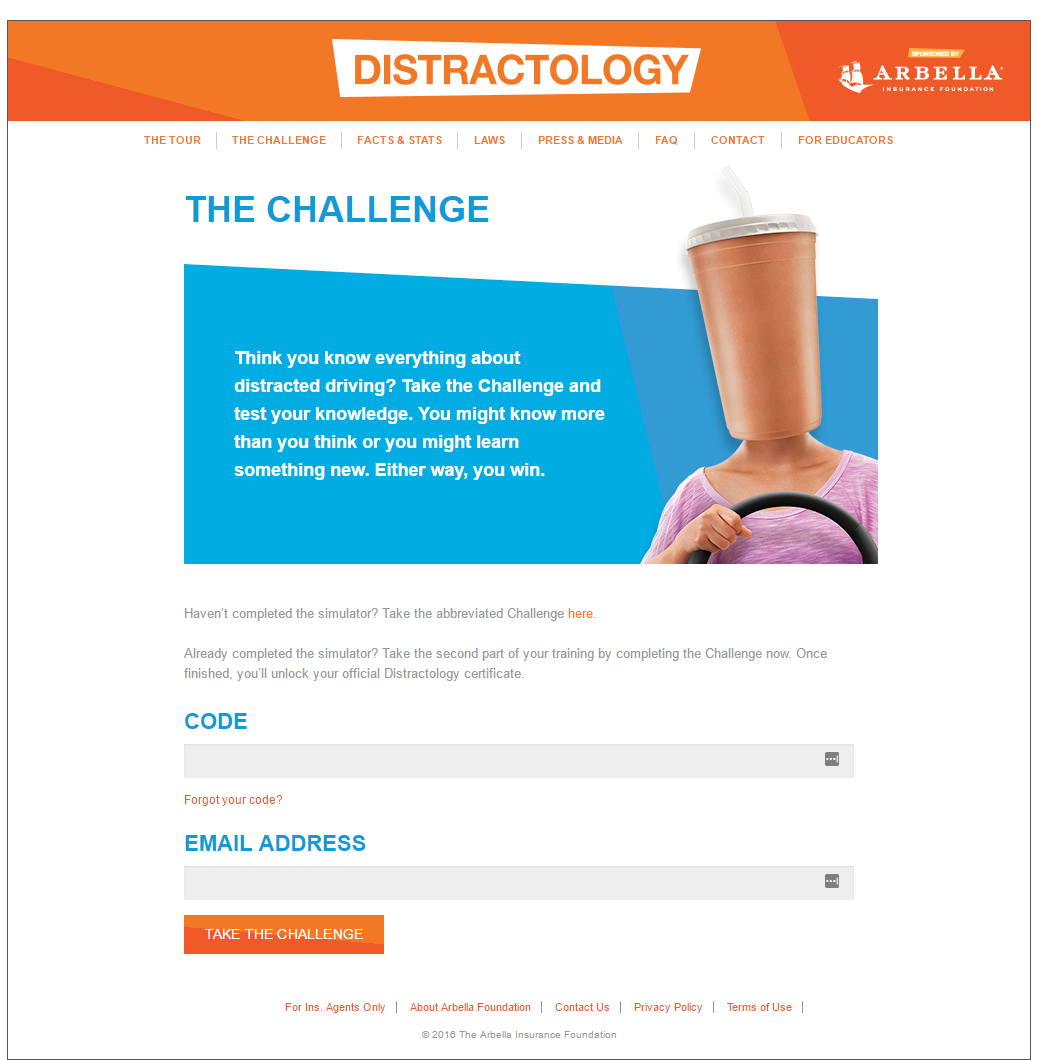 DISTRACTOLOGY
SPONSORED BY
ARBELLA
INSURANCE FOUNDATION
THE TOUR
THE CHALLENGE
FACTS & STATS
LAWS
PRESS & MEDIA
FAQ
CONTACT
FOR EDUCATORS
THE CHALLENGE
Think you know everything about
distracted driving? Take the Challenge and
test your knowledge. You might know more
than you think or you might learn
something new. Either way, you win.
Haven't completed the simulator? Take the abbreviated Challenge here.
Already completed the simulator? Take the second part of your training by completing the Challenge now. Once
finished, you'll unlock your official Distractology certificate.
CODE
Forgot your code?
EMAIL ADDRESS
TAKE THE CHALLENGE
For Ins. Agents Only
About Arbella Foundation
Contact Us
Privacy Policy
Terms of Use
© 2016 The Arbella Insurance Foundation